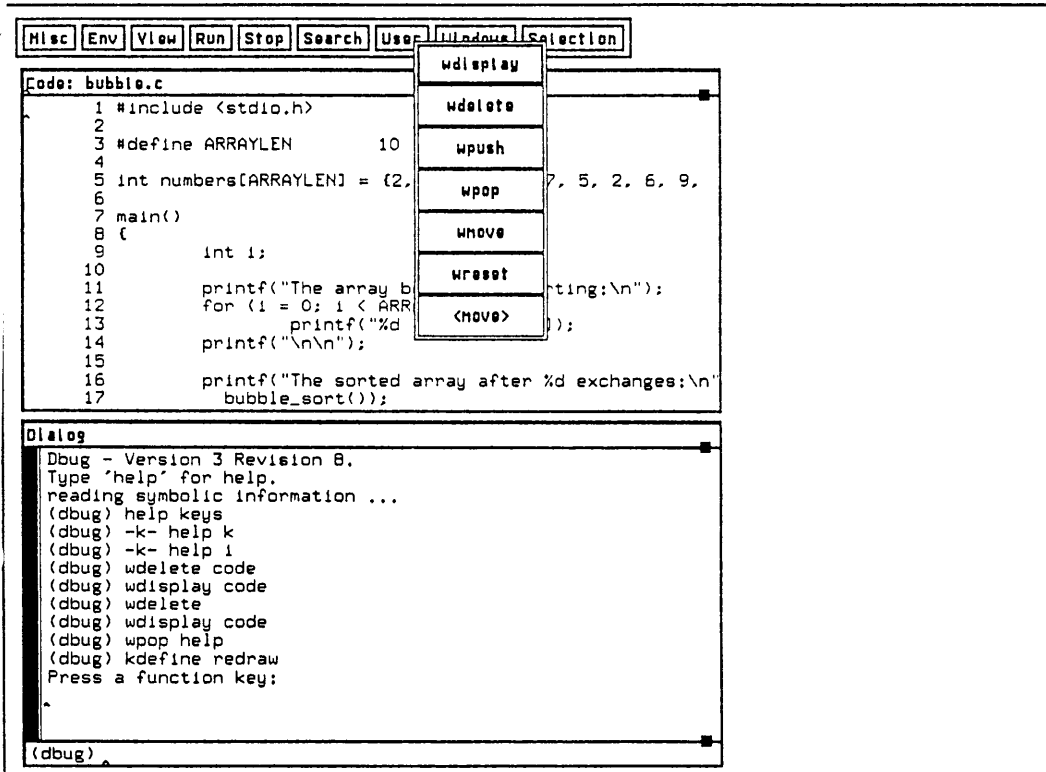 Misc Env View Run Stop Search User Windows Selection
wdisplay
wdelete
wpush
wpop
wmove
wreset
<move>
Code: bubble.c
1 #include <stdio.h>
2
3 #define ARRAYLEN 10
4
5 int numbers[ARRAYLEN] = {2, 7, 5, 2, 6, 9,
6
7 main()
8 {
9 int i;
10
11 printf("The array b rting:\n");
12 for (i = 0; i < ARR
13 printf("%d ]);
14 printf("\n\n");
15
16 printf("The sorted array after %d exchanges:\n"
17 bubble_sort());
Dialog
Dbug - Version 3 Revision B.
Type 'help' for help.
reading symbolic information ...
(dbug) help keys
(dbug) -k- help k
(dbug) -k- help i
(dbug) wdelete code
(dbug) wdisplay code
(dbug) wdelete
(dbug) wdisplay code
(dbug) wpop help
(dbug) kdefine redraw
Press a function key:
(dbug)